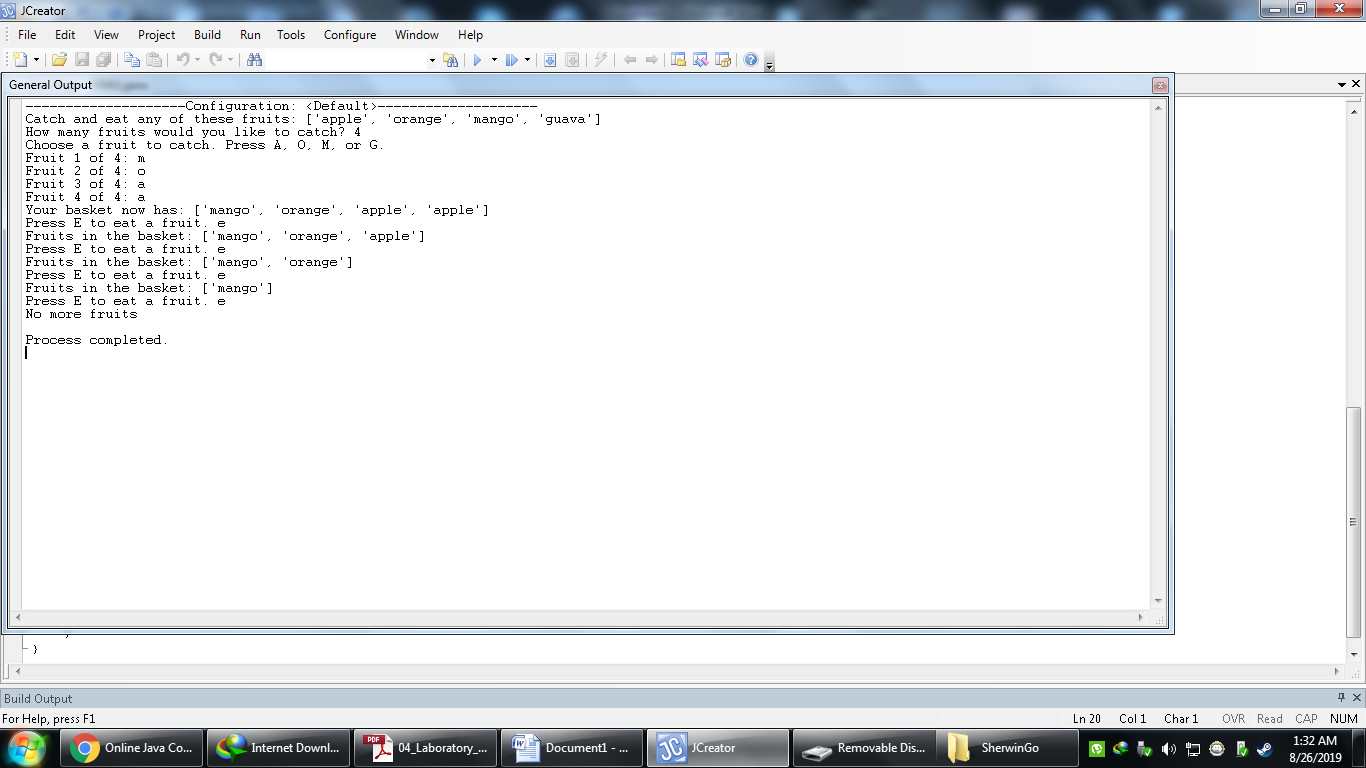 JCreator
File Edit View Project Build Run Tools Configure Window Help
General Output
--------------------Configuration: <Default>--------------------
Catch and eat any of these fruits: ['apple', 'orange', 'mango', 'guava']
How many fruits would you like to catch? 4
Choose a fruit to catch. Press A, O, M, or G.
Fruit 1 of 4: m
Fruit 2 of 4: o
Fruit 3 of 4: a
Fruit 4 of 4: a
Your basket now has: ['mango', 'orange', 'apple', 'apple']
Press E to eat a fruit. e
Fruits in the basket: ['mango', 'orange', 'apple']
Press E to eat a fruit. e
Fruits in the basket: ['mango', 'orange']
Press E to eat a fruit. e
Fruits in the basket: ['mango']
Press E to eat a fruit. e
No more fruits
Process completed.
}
Build Output
For Help, press F1 Ln 20 Col 1 Char 1 OVR Read CAP NUM
Online Java Co... Internet Downl... 04_Laboratory_... Document1 - ... JCreator Removable Dis... SherwinGo 1:32 AM
8/26/2019